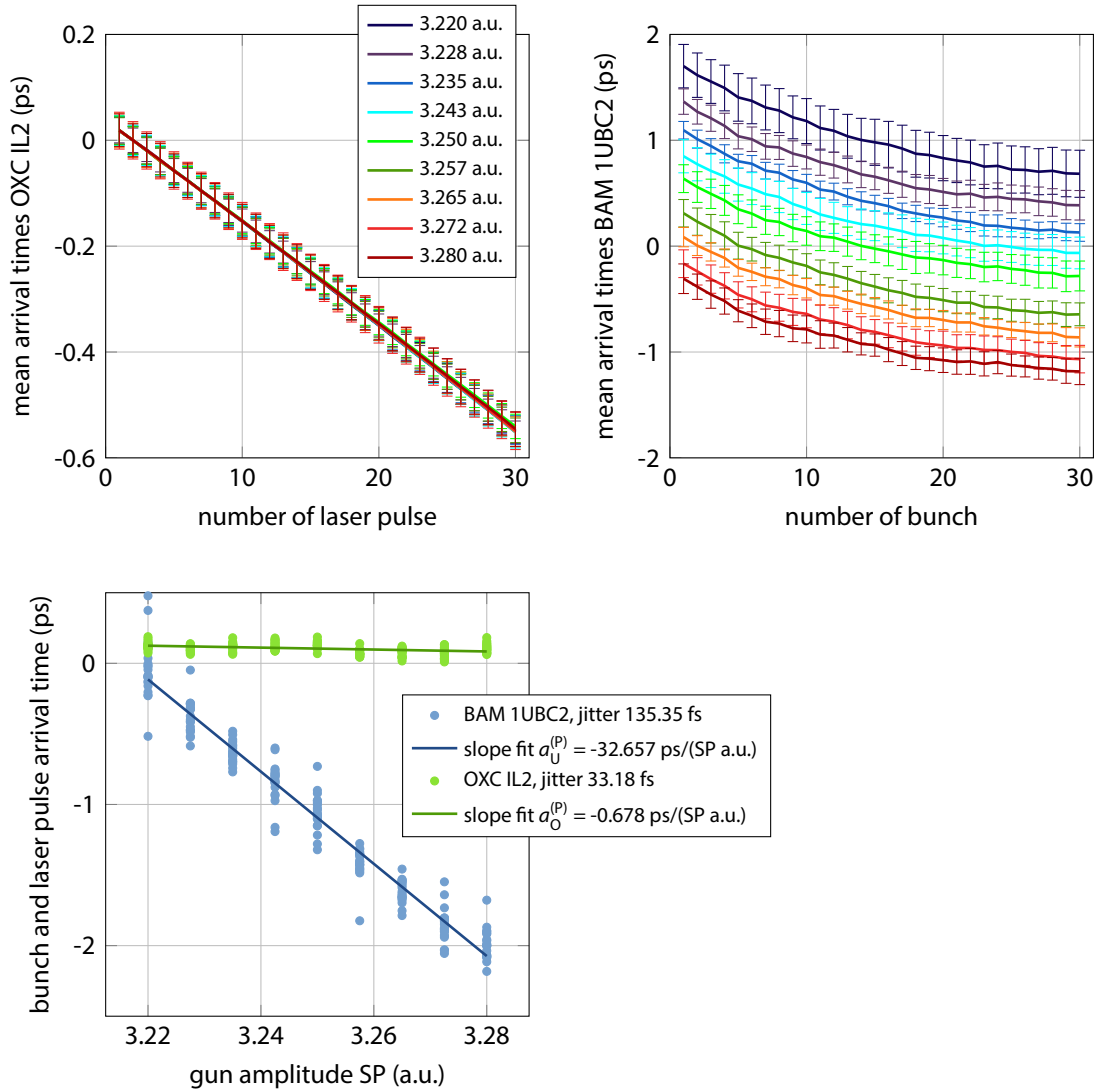 mean arrival times OXC IL2 (ps)
0.2
0
-0.2
-0.4
-0.6
0
10
20
30
number of laser pulse
3.220 a.u.
3.228 a.u.
3.235 a.u.
3.243 a.u.
3.250 a.u.
3.257 a.u.
3.265 a.u.
3.272 a.u.
3.280 a.u.
mean arrival times BAM 1UBC2 (ps)
2
1
0
-1
-2
0
10
20
30
number of bunch
bunch and laser pulse arrival time (ps)
0
-1
-2
3.22
3.24
3.26
3.28
gun amplitude SP (a.u.)
BAM 1UBC2, jitter 135.35 fs
slope fit a_U^(P) = -32.657 ps/(SP a.u.)
OXC IL2, jitter 33.18 fs
slope fit a_O^(P) = -0.678 ps/(SP a.u.)